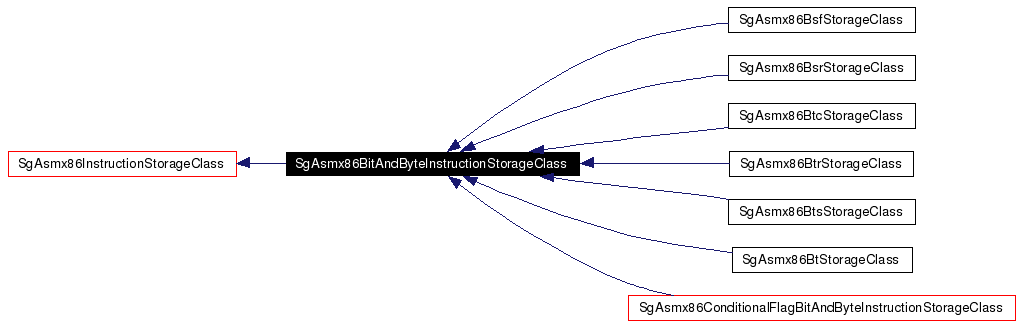 SgAsmx86BsfStorageClass
SgAsmx86BsrStorageClass
SgAsmx86BtcStorageClass
SgAsmx86InstructionStorageClass
SgAsmx86BitAndByteInstructionStorageClass
SgAsmx86BtrStorageClass
SgAsmx86BtsStorageClass
SgAsmx86BtStorageClass
SgAsmx86ConditionalFlagBitAndByteInstructionStorageClass